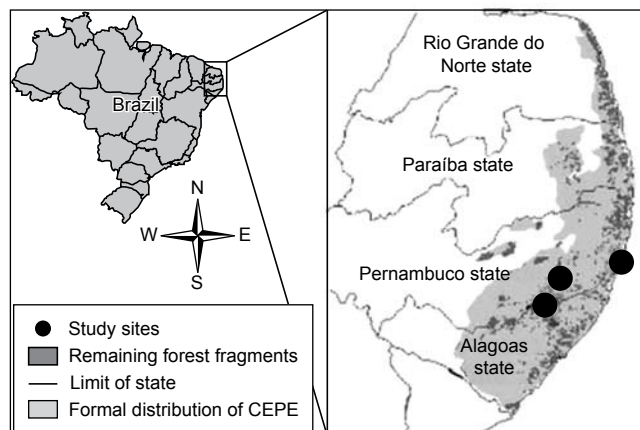 Brazil
N
W
E
S
Study sites
Remaining forest fragments
Limit of state
Formal distribution of CEPE
Rio Grande do
Norte state
Paraíba state
Pernambuco state
Alagoas
state